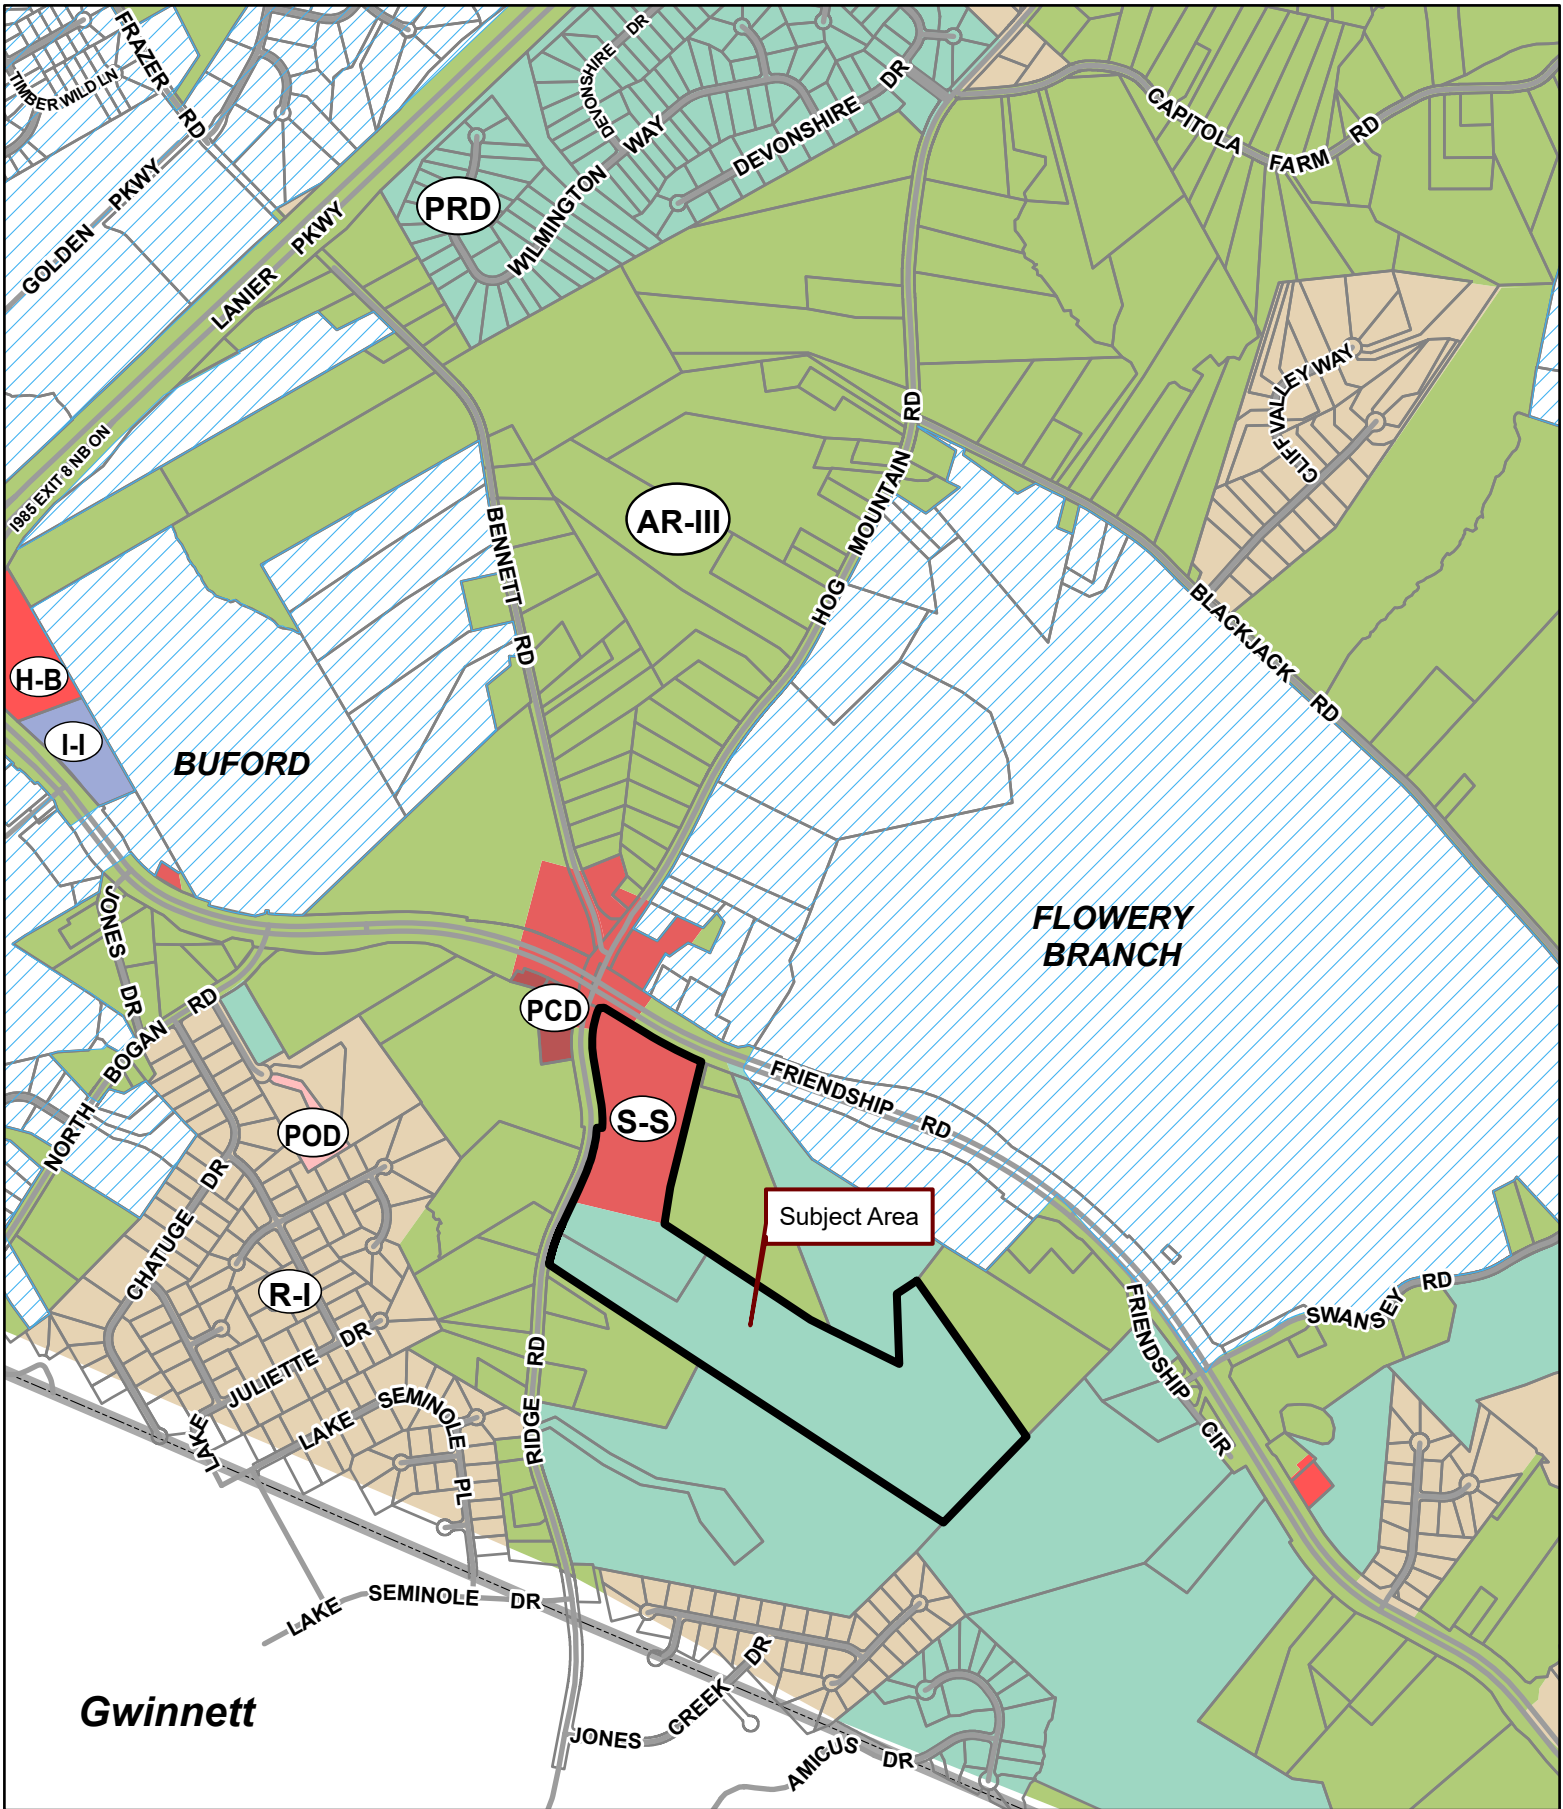 FRAZER RD
TIMBER WILD LN
GOLDEN PKWY
LANIER PKWY
I985 EXIT 8 NB ON
DEVONSHIRE DR
DEVONSHIRE DR
WILMINGTON WAY
PRD
CAPITOLA FARM RD
CLIFF VALLEY WAY
BENNETT RD
AR-III
HOG MOUNTAIN RD
BLACKJACK RD
H-B
I-I
BUFORD
FLOWERY
BRANCH
JONES DR
NORTH BOGAN RD
PCD
POD
S-S
FRIENDSHIP RD
Subject Area
CHATUGE DR
R-I
JULIETTE DR
LAKE
LAKE SEMINOLE PL
RIDGE RD
FRIENDSHIP CIR
SWANSEY RD
LAKE SEMINOLE DR
JONES CREEK DR
AMICUS DR
Gwinnett